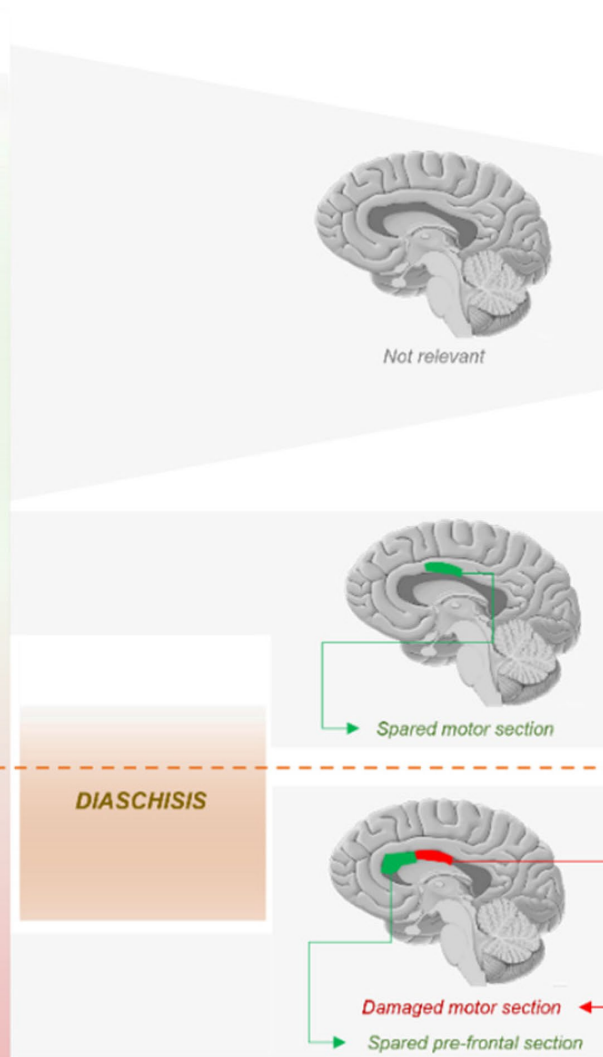 Not relevant
Spared motor section
DIASCHISIS
Damaged motor section
Spared pre-frontal section